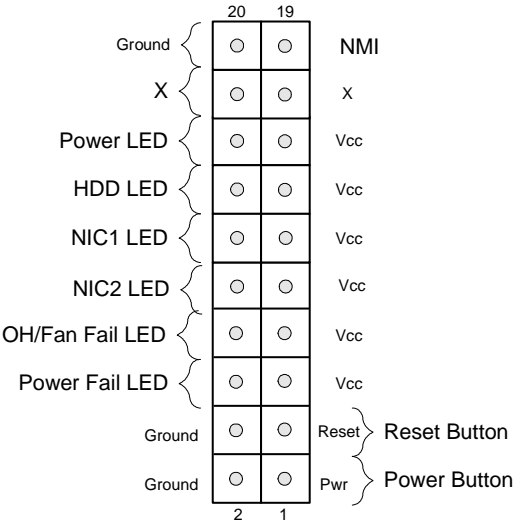 20 19
Ground NMI
X X
Power LED Vcc
HDD LED Vcc
NIC1 LED Vcc
NIC2 LED Vcc
OH/Fan Fail LED Vcc
Power Fail LED Vcc
Ground Reset Reset Button
Ground Pwr Power Button
2 1